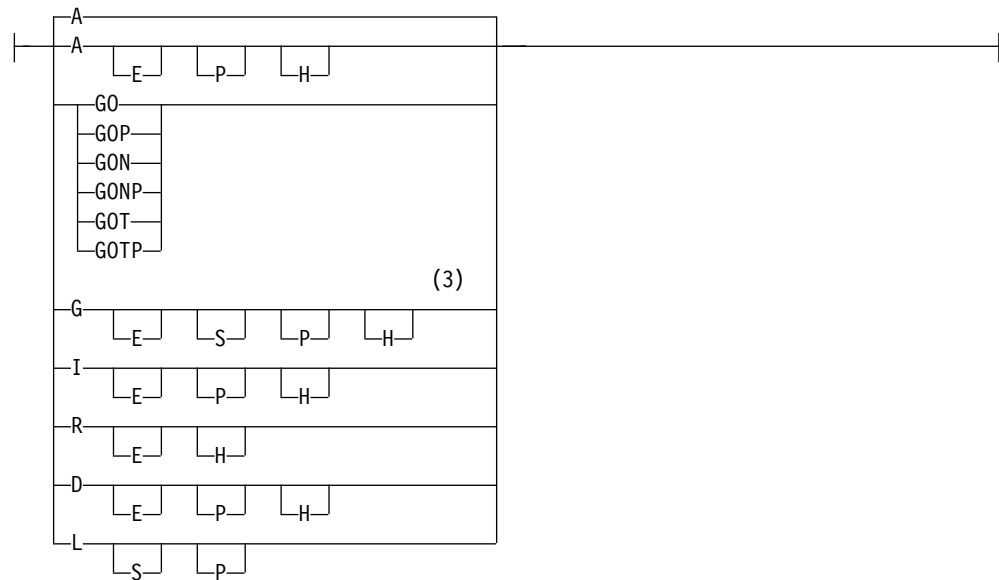 A
A
E P H
GO
GOP
GON
GONP
GOT
GOTP
(3)
G
E S P H
I
E P H
R
E H
D
E P H
L
S P